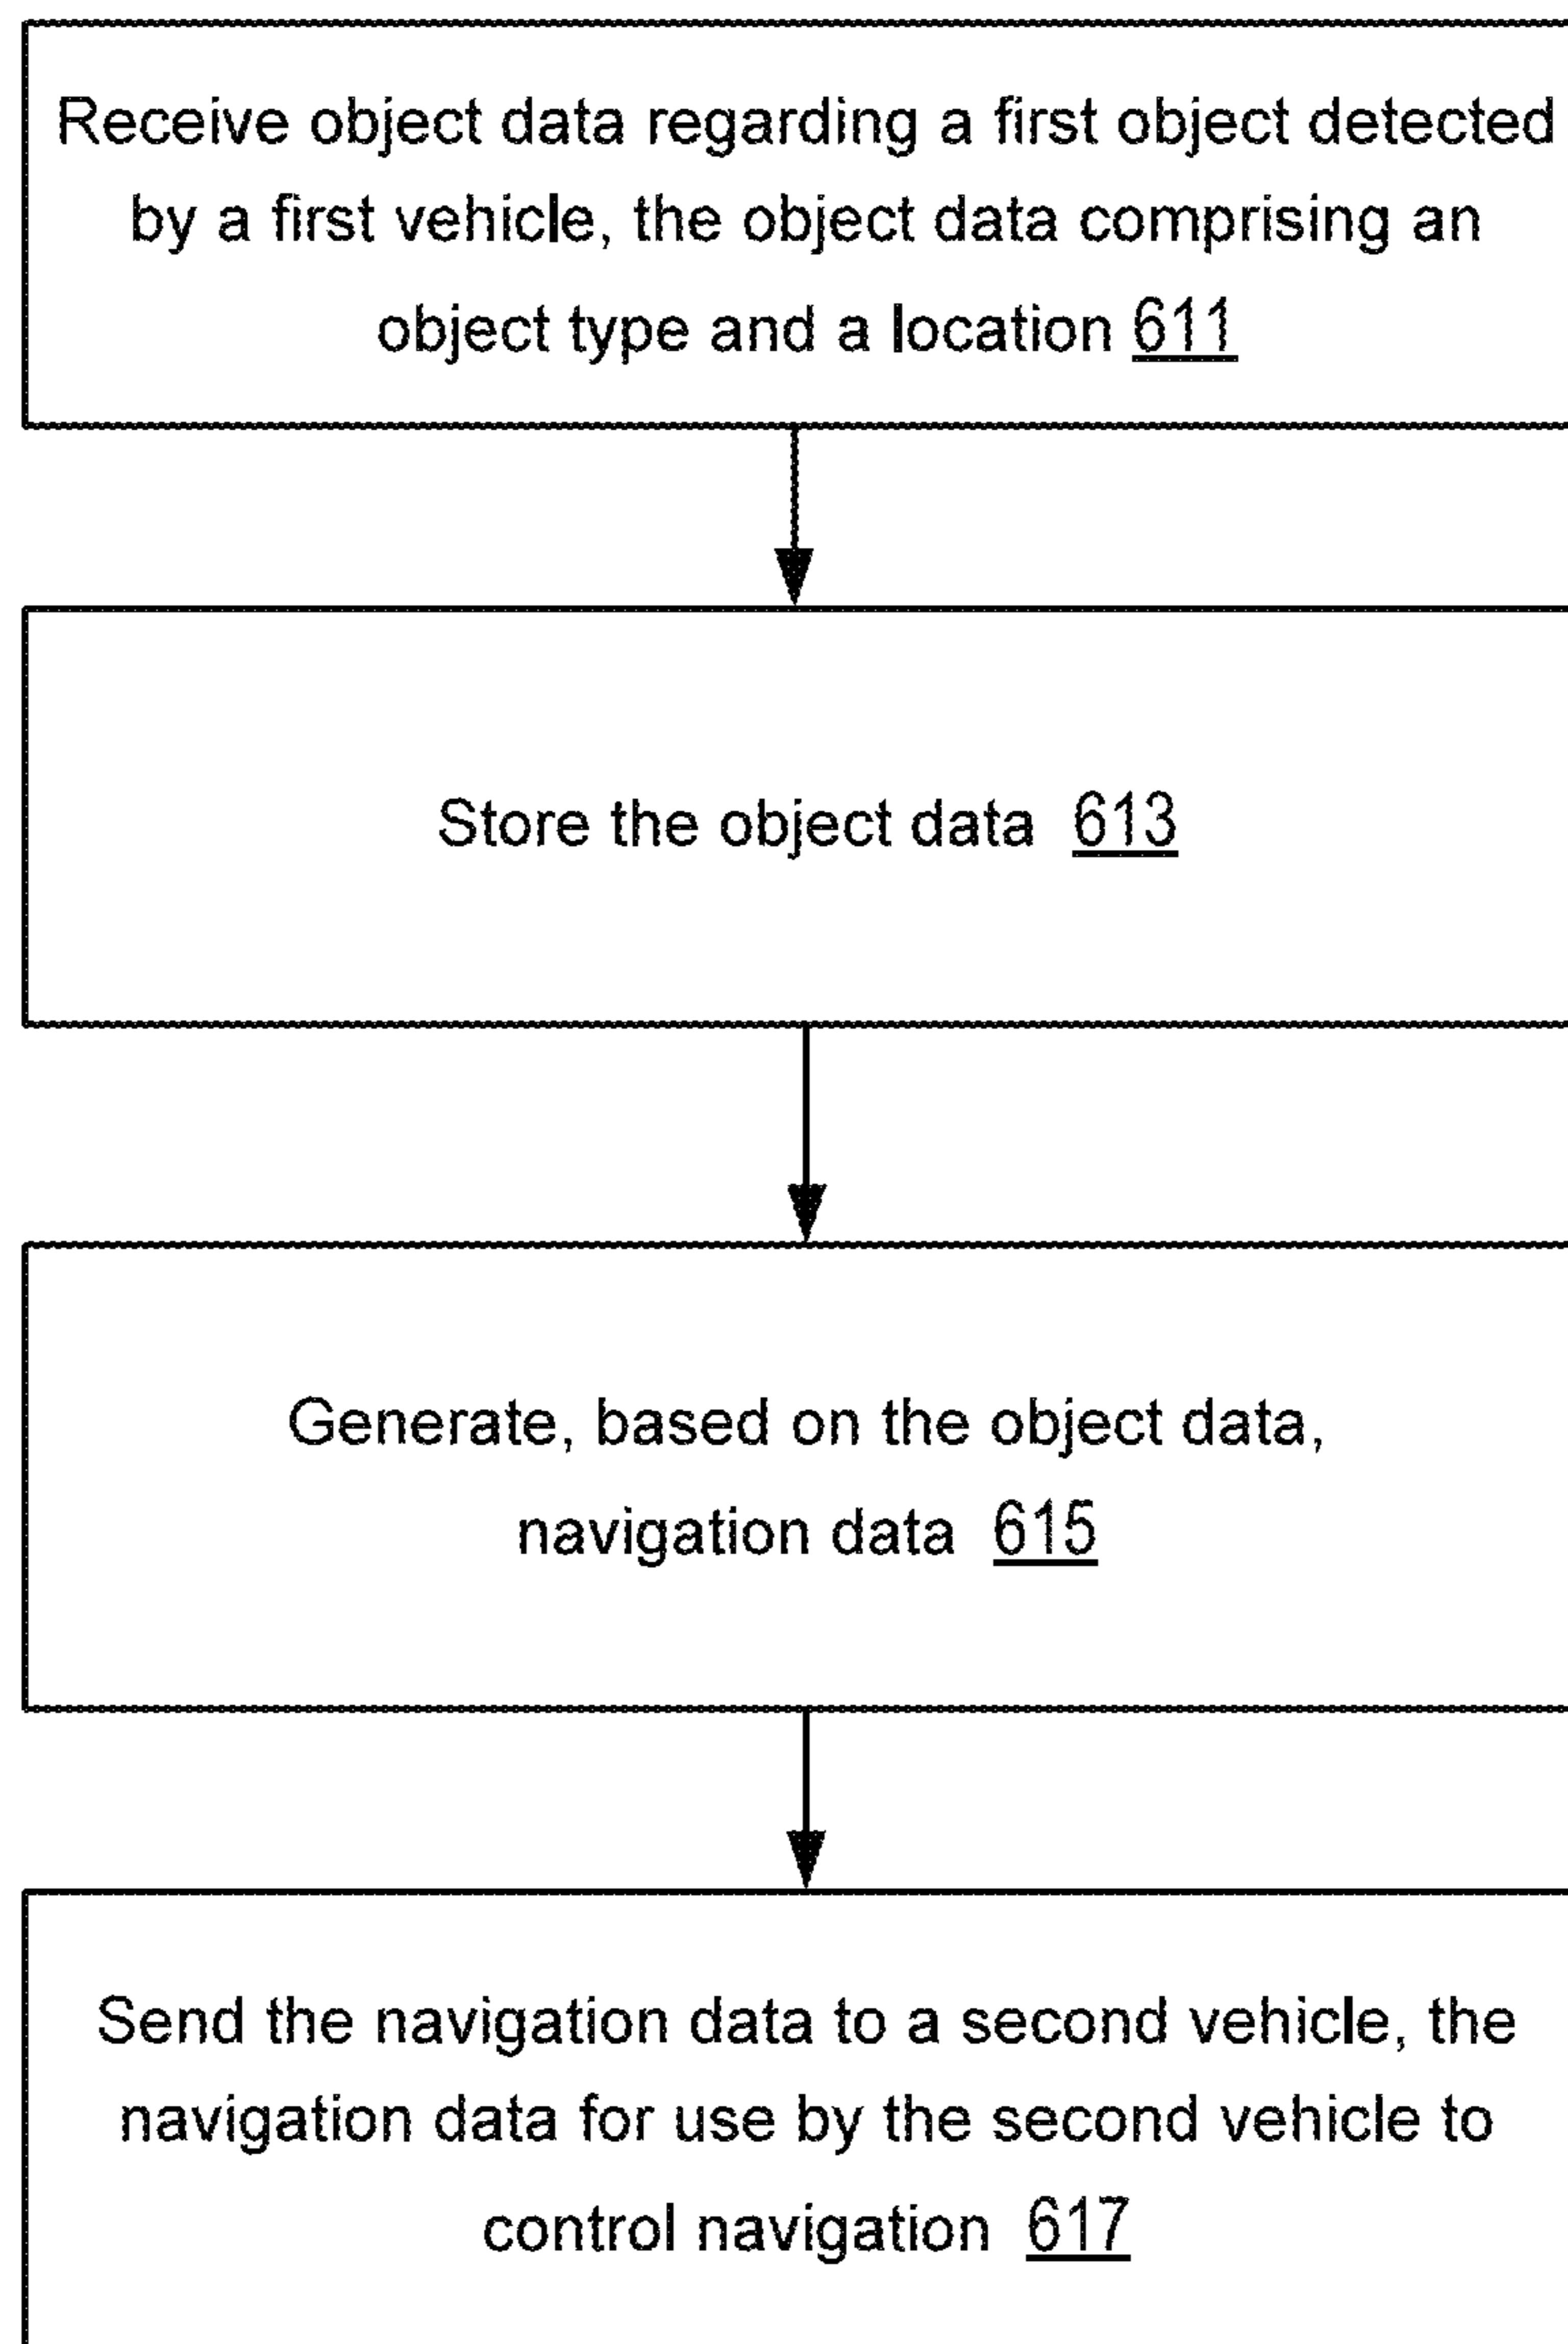 Receive object data regarding a first object detected
by a first vehicle, the object data comprising an
object type and a location 611
Store the object data 613
Generate, based on the object data,
navigation data 615
Send the navigation data to a second vehicle, the
navigation data for use by the second vehicle to
control navigation 617